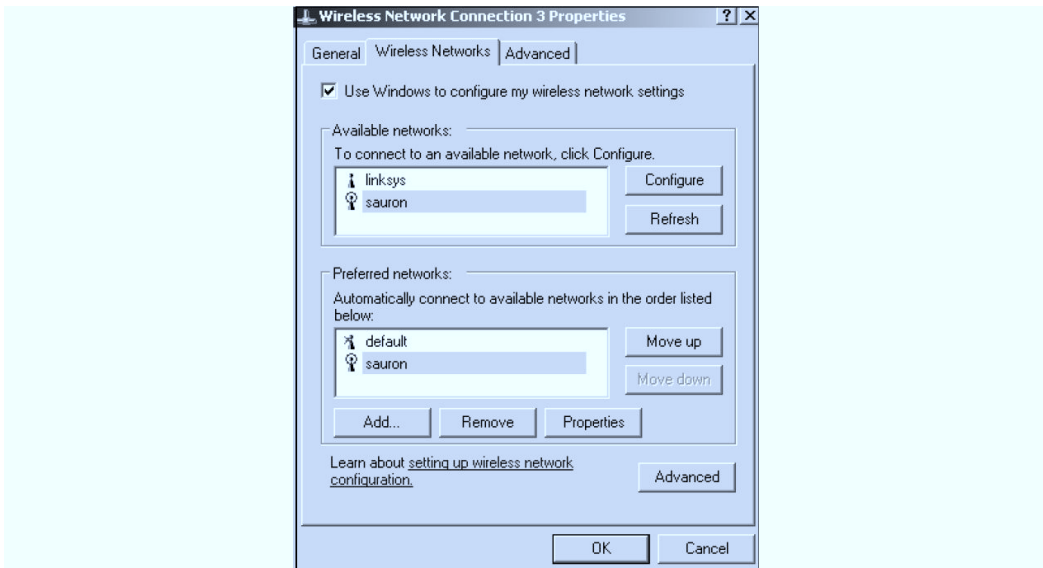 Wireless Network Connection 3 Properties
General Wireless Networks Advanced
Use Windows to configure my wireless network settings
Available networks:
To connect to an available network, click Configure.
linksys
Configure
sauron
Refresh
Preferred networks:
Automatically connect to available networks in the order listed
below:
default
Move up
sauron
Move down
Add... Remove Properties
Learn about setting up wireless network
configuration.
Advanced
OK Cancel